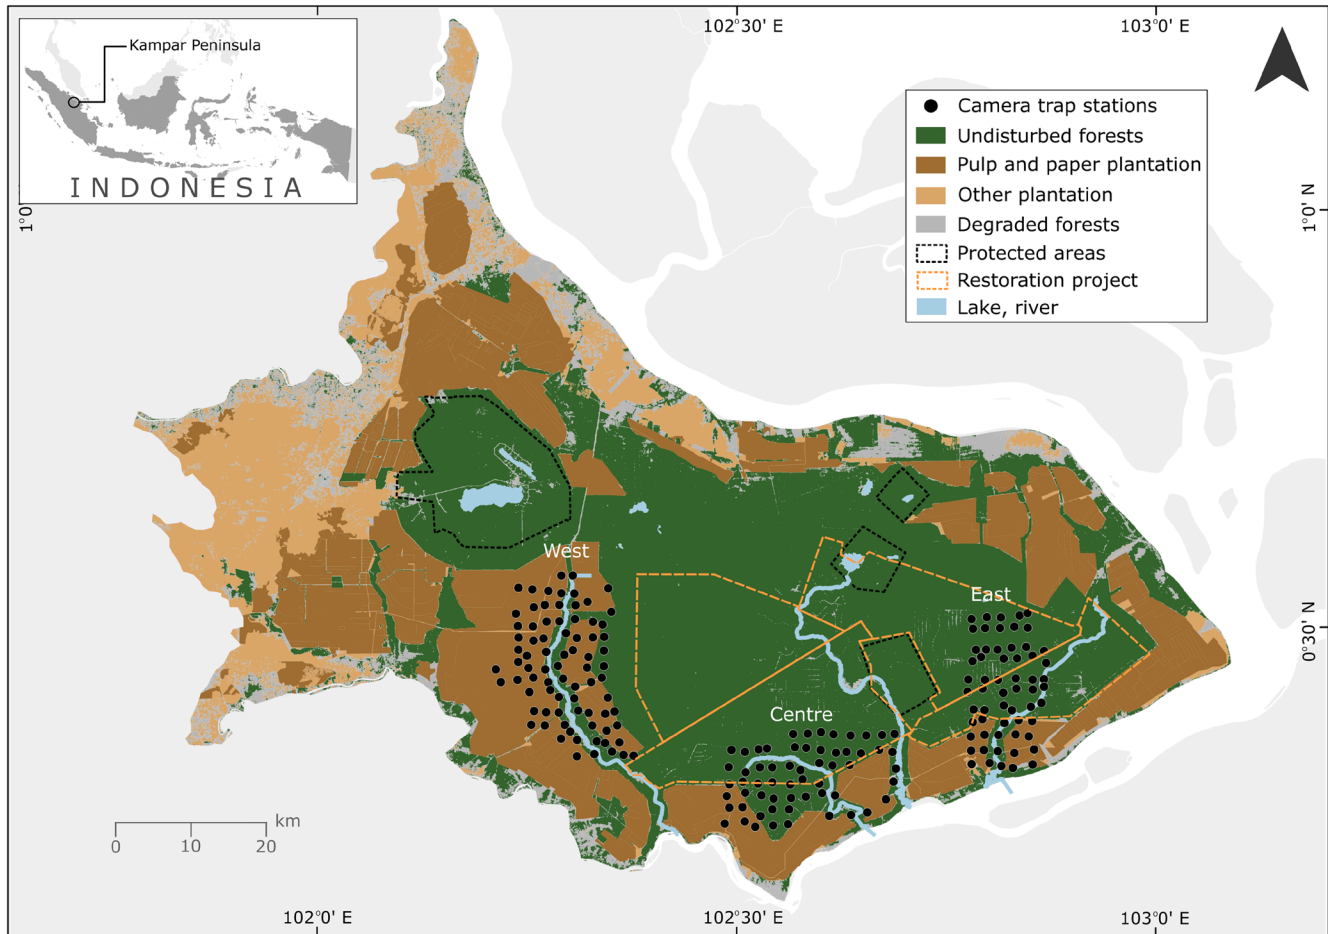 102°30' E
103°0' E
Kampar Peninsula
INDONESIA
1°0'
1°0' N
Camera trap stations
Undisturbed forests
Pulp and paper plantation
Other plantation
Degraded forests
Protected areas
Restoration project
Lake, river
West
East
0°30' N
Centre
km
0 10 20
102°0' E
102°30' E
103°0' E